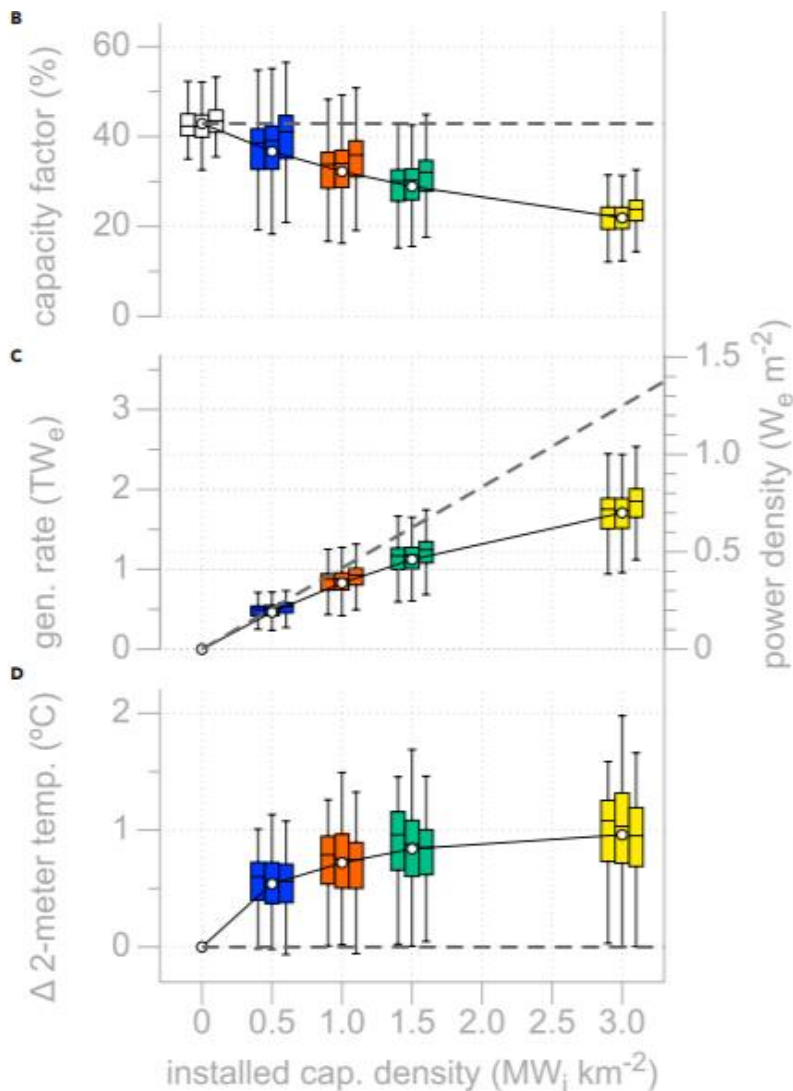 B
capacity factor (%)
60
40
20
0
C
gen. rate (TWe)
3
2
1
0
power density (We m-2)
1.5
1.0
0.5
0
D
Δ 2-meter temp. (ºC)
2
1
0
0 0.5 1.0 1.5 2.0 2.5 3.0
installed cap. density (MWi km-2)